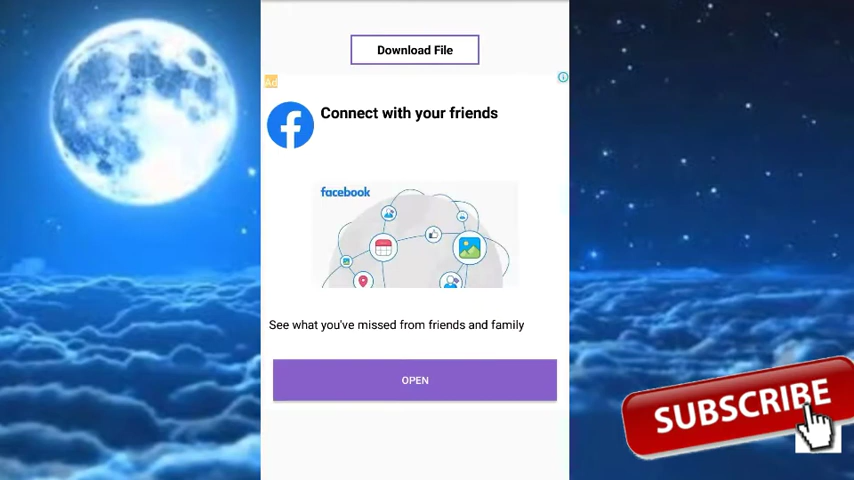 Download File
Ad
Connect with your friends
facebook
See what you've missed from friends and family
OPEN
SUBSCRIBE